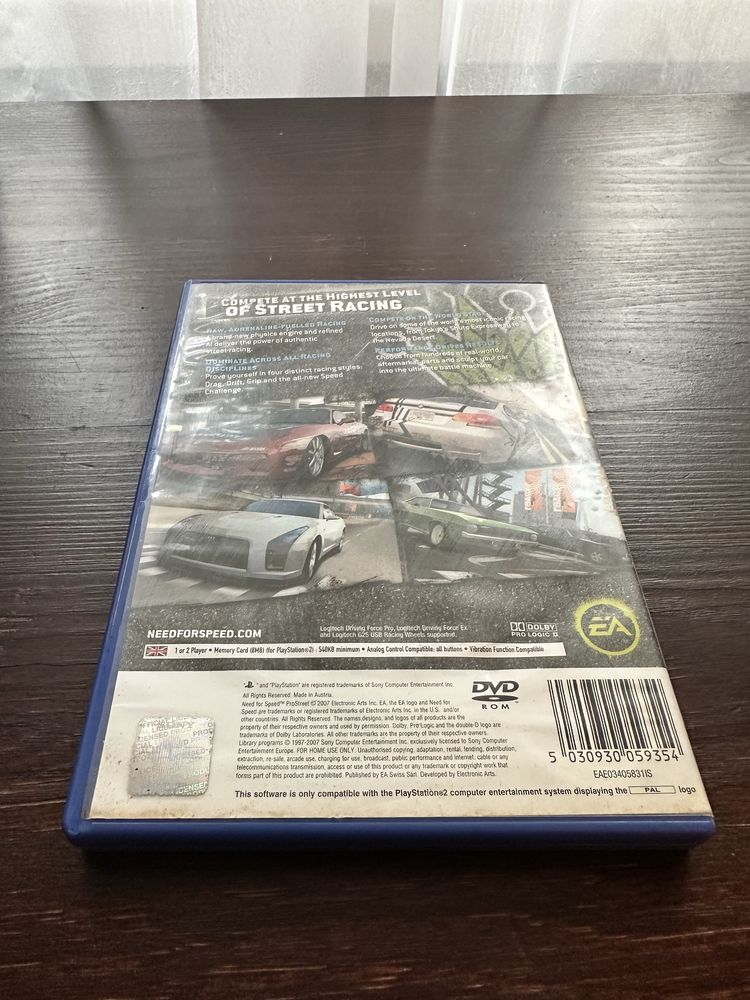 COMPETE AT THE HIGHEST LEVEL
OF STREET RACING
RAW, ADRENALINE-FUELLED RACING
A brand-new physics engine and refined
AI deliver the power of authentic
street-racing.
DOMINATE ACROSS ALL RACING
DISCIPLINES
Prove yourself in four distinct racing styles:
Drag, Drift, Grip and the all-new Speed
Challenge.
COMPETE ON THE WORLD STAGE
Drive on some of the world's most iconic racing
locations, from Tokyo's Shuto Expressway to
the Nevada Desert.
PERFORMANCE DRIVES RESULTS
Choose from hundreds of real-world,
aftermarket parts and sculpt your car
into the ultimate battle machine.
NEEDFORSPEED.COM
Logitech Driving Force Pro, Logitech Driving Force Ex
and Logitech G25 USB Racing Wheels supported.
DOLBY
PRO LOGIC II
EA
1 or 2 Player • Memory Card (8MB) (for PlayStation®2) : 540KB minimum • Analog Control Compatible: all buttons • Vibration Function Compatible
" and "PlayStation" are registered trademarks of Sony Computer Entertainment Inc.
All Rights Reserved. Made in Austria.
Need for Speed™ ProStreet © 2007 Electronic Arts Inc. EA, the EA logo and Need for
Speed are trademarks or registered trademarks of Electronic Arts Inc. in the U.S. and/or
other countries. All Rights Reserved. The names, designs, and logos of all products are the
property of their respective owners and used by permission. Dolby, Pro Logic and the double-D logo are
trademarks of Dolby Laboratories. All other trademarks are the property of their respective owners.
Library programs © 1997-2007 Sony Computer Entertainment Inc. exclusively licensed to Sony Computer
Entertainment Europe. FOR HOME USE ONLY. Unauthorised copying, adaptation, rental, lending, distribution,
extraction, re-sale, arcade use, charging for use, broadcast, public performance and internet, cable or any
telecommunications transmission, access or use of this product or any trademark or copyright work that
forms part of this product are prohibited. Published by EA Swiss Sàrl. Developed by Electronic Arts.
DVD
ROM
5 030930 059354
EAE03405831IS
This software is only compatible with the PlayStation®2 computer entertainment system displaying the PAL logo